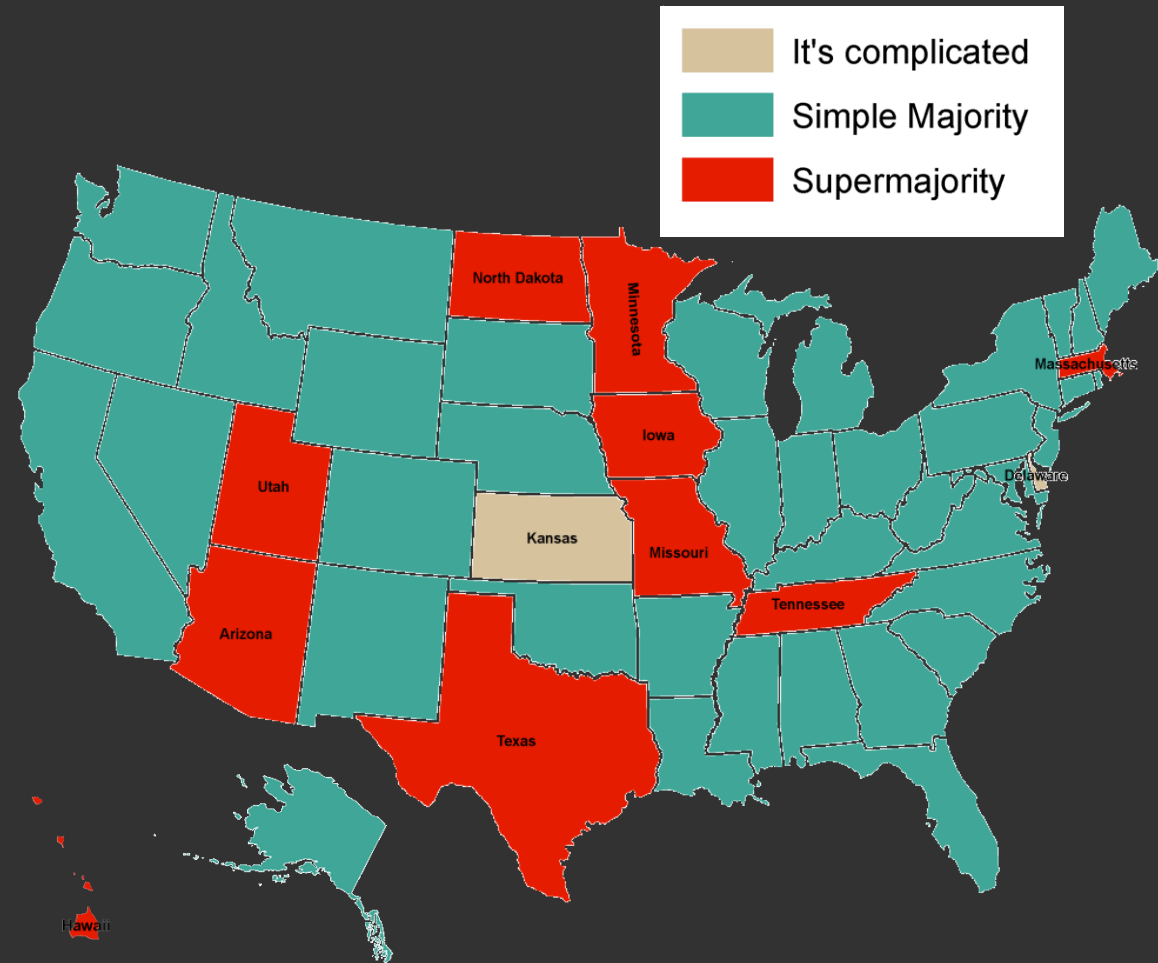 It's complicated
Simple Majority
Supermajority
North Dakota
Minnesota
Massachusetts
Iowa
Delaware
Utah
Kansas
Missouri
Tennessee
Arizona
Texas
Hawaii